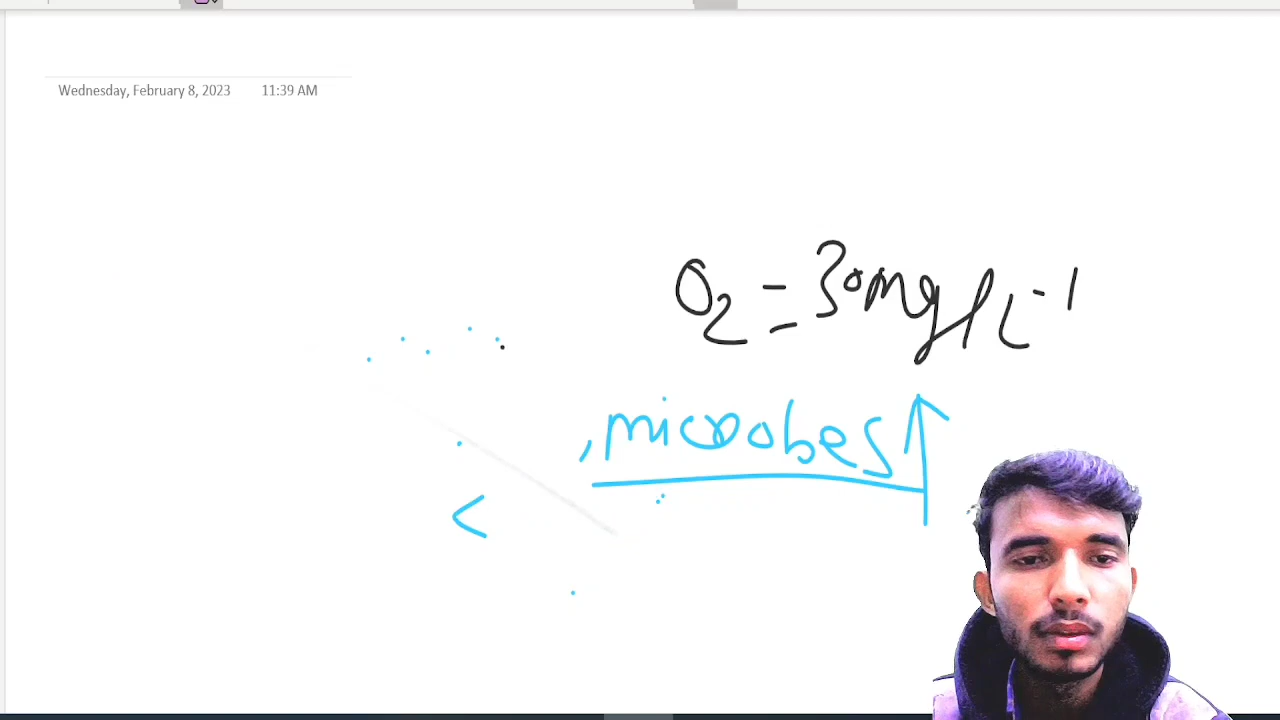 Wednesday, February 8, 2023 11:39 AM
O₂ = 30mg/L⁻¹
microbes ↑
<